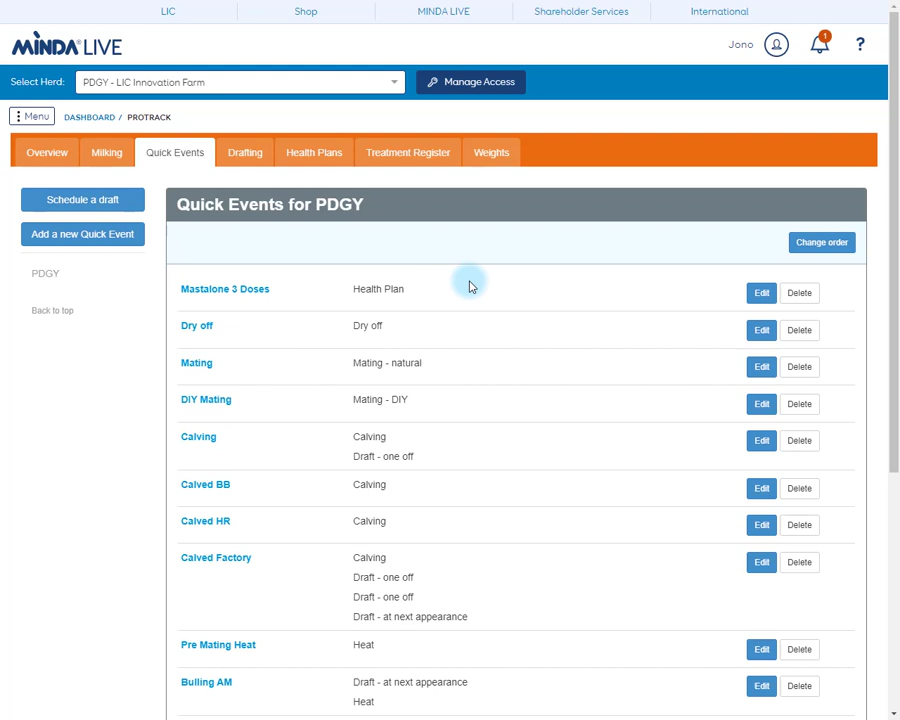 LIC Shop MINDA LIVE Shareholder Services International
MINDA LIVE Jono 1 ?
Select Herd: PDGY - LIC Innovation Farm Manage Access
Menu DASHBOARD / PROTRACK
Overview Milking Quick Events Drafting Health Plans Treatment Register Weights
Schedule a draft
Add a new Quick Event
PDGY
Back to top
Quick Events for PDGY
Change order
Mastalone 3 Doses Health Plan Edit Delete
Dry off Dry off Edit Delete
Mating Mating - natural Edit Delete
DIY Mating Mating - DIY Edit Delete
Calving Calving Edit Delete
Draft - one off
Calved BB Calving Edit Delete
Calved HR Calving Edit Delete
Calved Factory Calving Edit Delete
Draft - one off
Draft - one off
Draft - at next appearance
Pre Mating Heat Heat Edit Delete
Bulling AM Draft - at next appearance Edit Delete
Heat